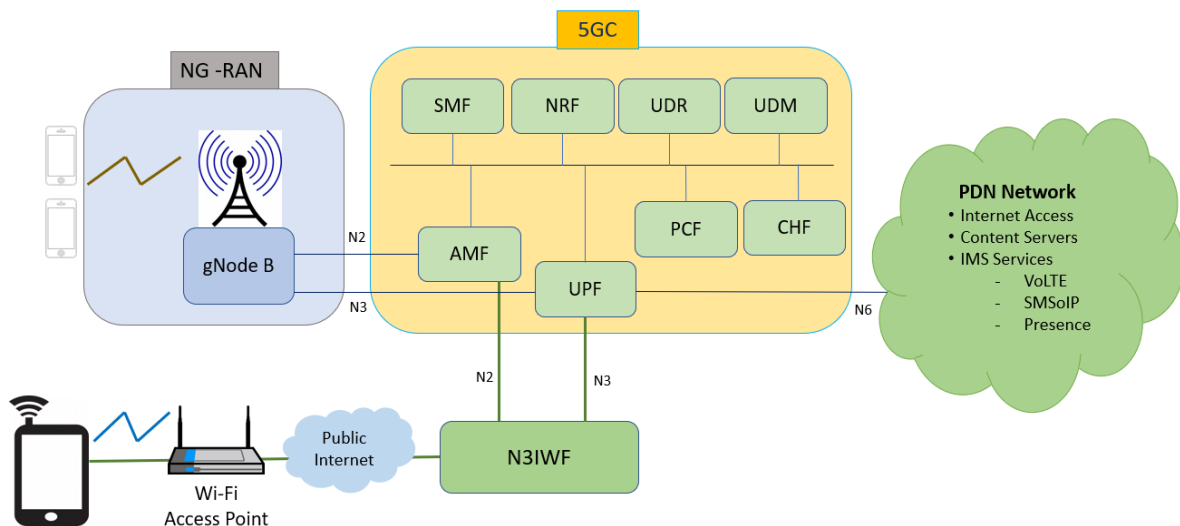 5GC
NG -RAN
SMF
NRF
UDR
UDM
PDN Network
• Internet Access
• Content Servers
• IMS Services
- VoLTE
- SMSoIP
- Presence
PCF
CHF
N2
AMF
gNode B
UPF
N3
N6
N2
N3
Public
Internet
N3IWF
Wi-Fi
Access Point